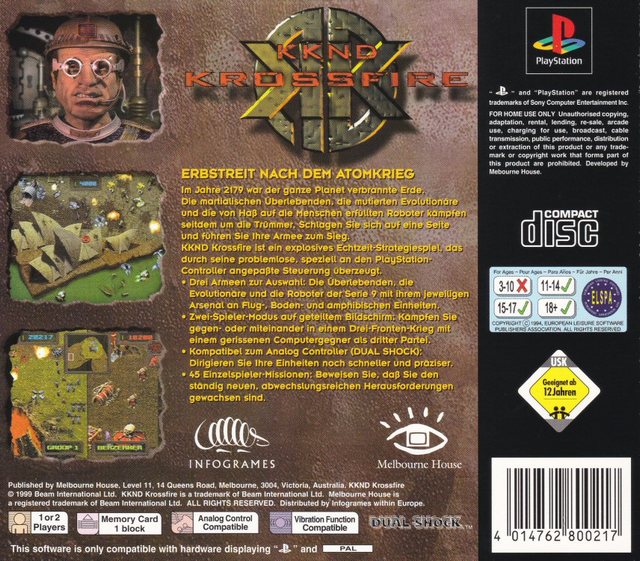 KKND
KROSSFIRE
ERBSTREIT NACH DEM ATOMKRIEG
Im Jahre 2179 war der ganze Planet verbrannte Erde.
Die martialischen Überlebenden, die mutierten Evolutionäre
und die von Haß auf die Menschen erfüllten Roboter kämpfen
seitdem um die Trümmer. Schlagen Sie sich auf eine Seite
und führen Sie Ihre Armee zum Sieg.
KKND Krossfire ist ein explosives Echtzeit-Strategiespiel, das
durch seine problemlose, speziell an den PlayStation-
Controller angepaßte Steuerung überzeugt.
• Drei Armeen zur Auswahl: Die Überlebenden, die
Evolutionäre und die Roboter der Serie 9 mit ihrem jeweiligen
Arsenal an Flug-, Boden- und amphibischen Einheiten.
• Zwei-Spieler-Modus auf geteiltem Bildschirm: Kämpfen Sie
gegen- oder miteinander in einem Drei-Fronten-Krieg mit
einem gerissenen Computergegner als dritter Partei.
• Kompatibel zum Analog Controller (DUAL SHOCK):
Dirigieren Sie Ihre Einheiten noch schneller und präziser.
• 45 Einzelspieler-Missionen: Beweisen Sie, daß Sie den
ständig neuen, abwechslungsreichen Herausforderungen
gewachsen sind.
4000
20217
10200
GROUP 1
BERZERKER
INFOGRAMES
Melbourne House
Published by Melbourne House, Level 11, 14 Queens Road, Melbourne, 3004, Victoria, Australia. KKND Krossfire
© 1999 Beam International Ltd. KKND Krossfire is a trademark of Beam International Ltd. Melbourne House is
a registered trademark of Beam International Ltd. ALL RIGHTS RESERVED. Distributed by Infogrames within Europe.
1 or 2
Players
Memory Card
1 block
Analog Control
Compatible
Vibration Function
Compatible
DUAL SHOCK™
This software is only compatible with hardware displaying "PS" and PAL
PlayStation
"PS" and "PlayStation" are registered
trademarks of Sony Computer Entertainment Inc.
FOR HOME USE ONLY Unauthorised copying,
adaptation, rental, lending, re-sale, arcade
use, charging for use, broadcast, cable
transmission, public performance, distribution
or extraction of this product or any trade-
mark or copyright work that forms part of
this product are prohibited. Developed by
Melbourne House.
COMPACT
disc
For Ages - Pour Ages - Para Años - Für Jahre - Per Anni
3-10
11-14
15-17
18+
ELSPA
COPYRIGHT © 1994, EUROPEAN LEISURE SOFTWARE
PUBLISHERS ASSOCIATION. ALL RIGHTS RESERVED.
USK
Geeignet ab
12 Jahren
4 014762 800217